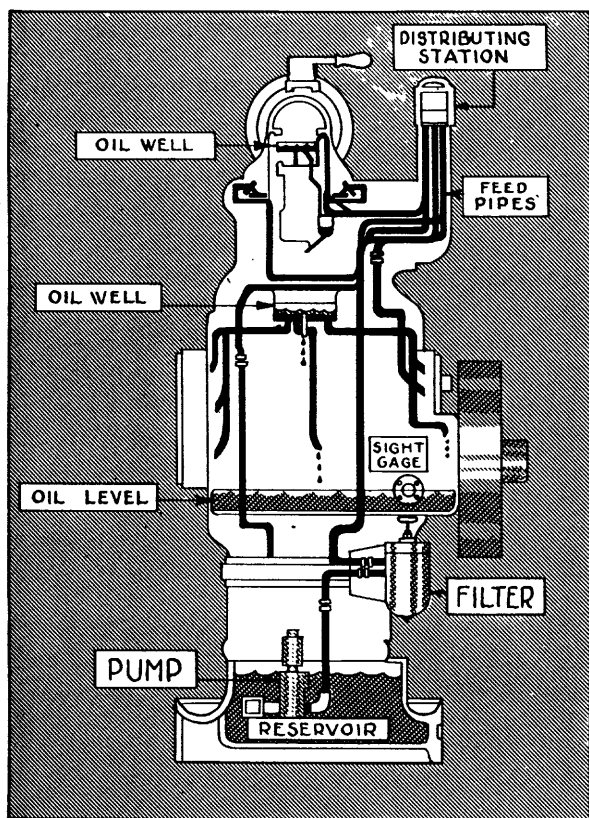 DISTRIBUTING
STATION
OIL WELL
FEED
PIPES
OIL WELL
SIGHT
GAGE
OIL LEVEL
FILTER
PUMP
RESERVOIR